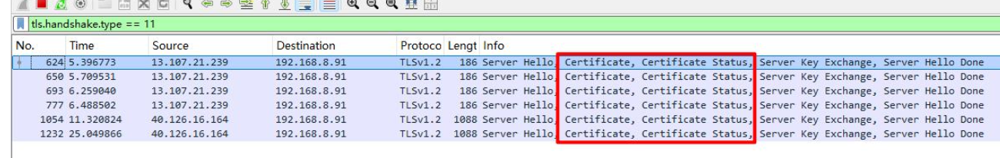 tls.handshake.type == 11
No. Time Source Destination Protoco Lengt Info
624 5.396773 13.107.21.239 192.168.8.91 TLSv1.2 186 Server Hello, Certificate, Certificate Status, Server Key Exchange, Server Hello Done
650 5.709531 13.107.21.239 192.168.8.91 TLSv1.2 186 Server Hello, Certificate, Certificate Status, Server Key Exchange, Server Hello Done
693 6.259040 13.107.21.239 192.168.8.91 TLSv1.2 186 Server Hello, Certificate, Certificate Status, Server Key Exchange, Server Hello Done
777 6.488502 13.107.21.239 192.168.8.91 TLSv1.2 186 Server Hello, Certificate, Certificate Status, Server Key Exchange, Server Hello Done
1054 11.320824 40.126.16.164 192.168.8.91 TLSv1.2 1088 Server Hello, Certificate, Certificate Status, Server Key Exchange, Server Hello Done
1232 25.049866 40.126.16.164 192.168.8.91 TLSv1.2 1088 Server Hello, Certificate, Certificate Status, Server Key Exchange, Server Hello Done